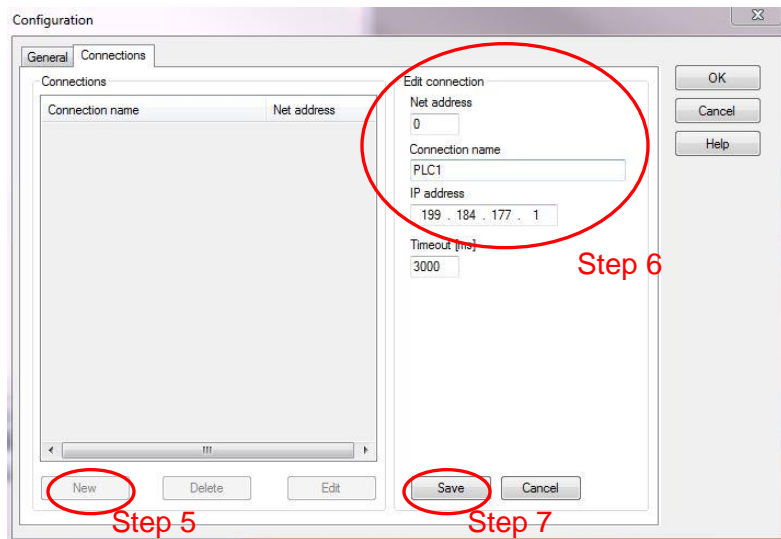 Configuration
General Connections
Connections
Connection name Net address
New Delete Edit
Step 5
Edit connection
Net address
0
Connection name
PLC1
IP address
199 . 184 . 177 . 1
Timeout [ms]
3000
Step 6
Save Cancel
Step 7
OK
Cancel
Help